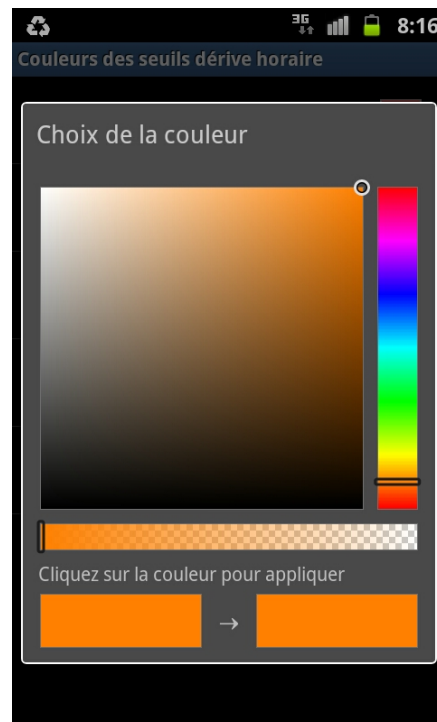 3G 8:16
Couleurs des seuils dérive horaire
Choix de la couleur
Cliquez sur la couleur pour appliquer
→